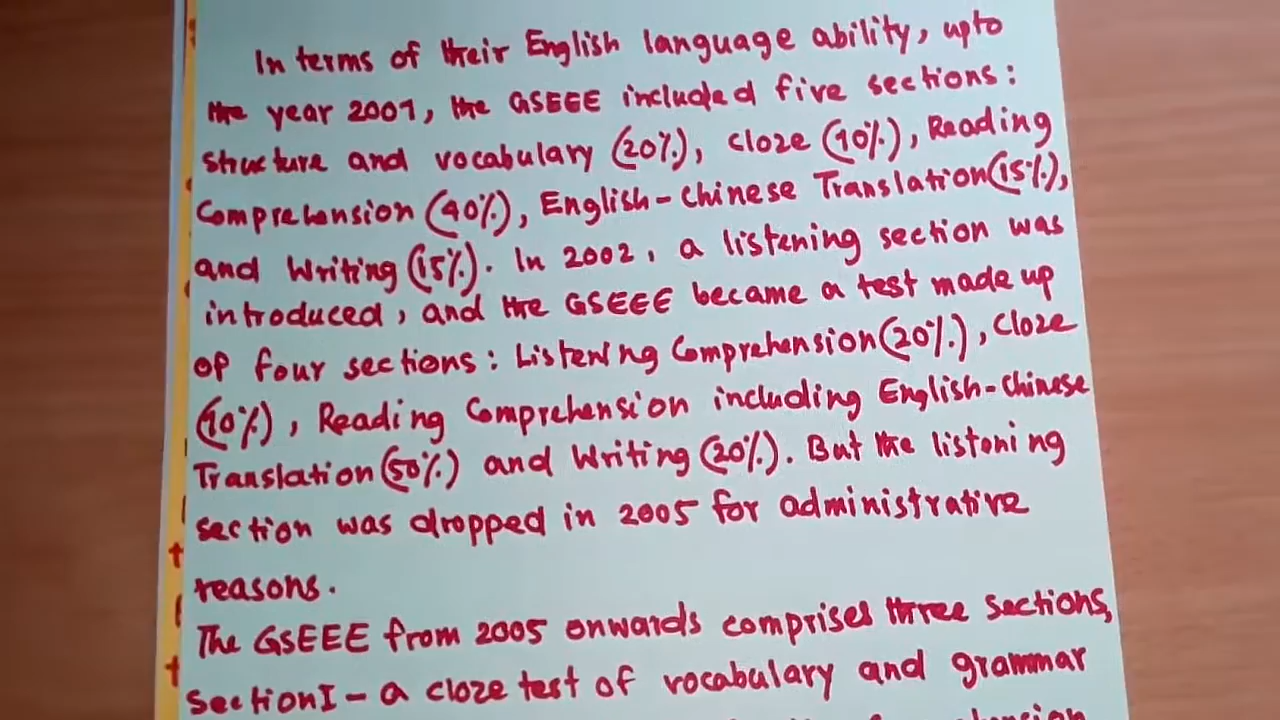 In terms of their English language ability, upto
the year 2001, the GSEEE included five sections:
structure and vocabulary (20%), cloze (10%), Reading
Comprehension (40%), English-Chinese Translation (15%),
and Writing (15%). In 2002, a listening section was
introduced, and the GSEEE became a test made up
of four sections: Listening Comprehension (20%), Cloze
(10%), Reading Comprehension including English-Chinese
Translation (50%) and Writing (20%). But the listening
section was dropped in 2005 for administrative
reasons.
The GSEEE from 2005 onwards comprises three sections,
section I - a cloze test of vocabulary and grammar